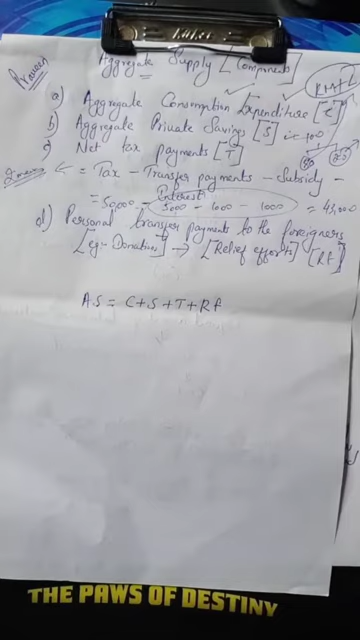 Aggregate Supply [Components]
a) Aggregate Consumption Expenditure [C]
b) Aggregate Private Savings [S] i.e 100
c) Net tax payments [T]
= Tax - Transfer payments - Subsidy -
Interest
= 50,000 - 5000 - 1000 - 1000 = 43,000
d) Personal transfer payments to the foreigners
[eg:- Donation] → [Relief efforts] [Rf]
A.S = C+S+T+Rf
THE PAWS OF DESTINY